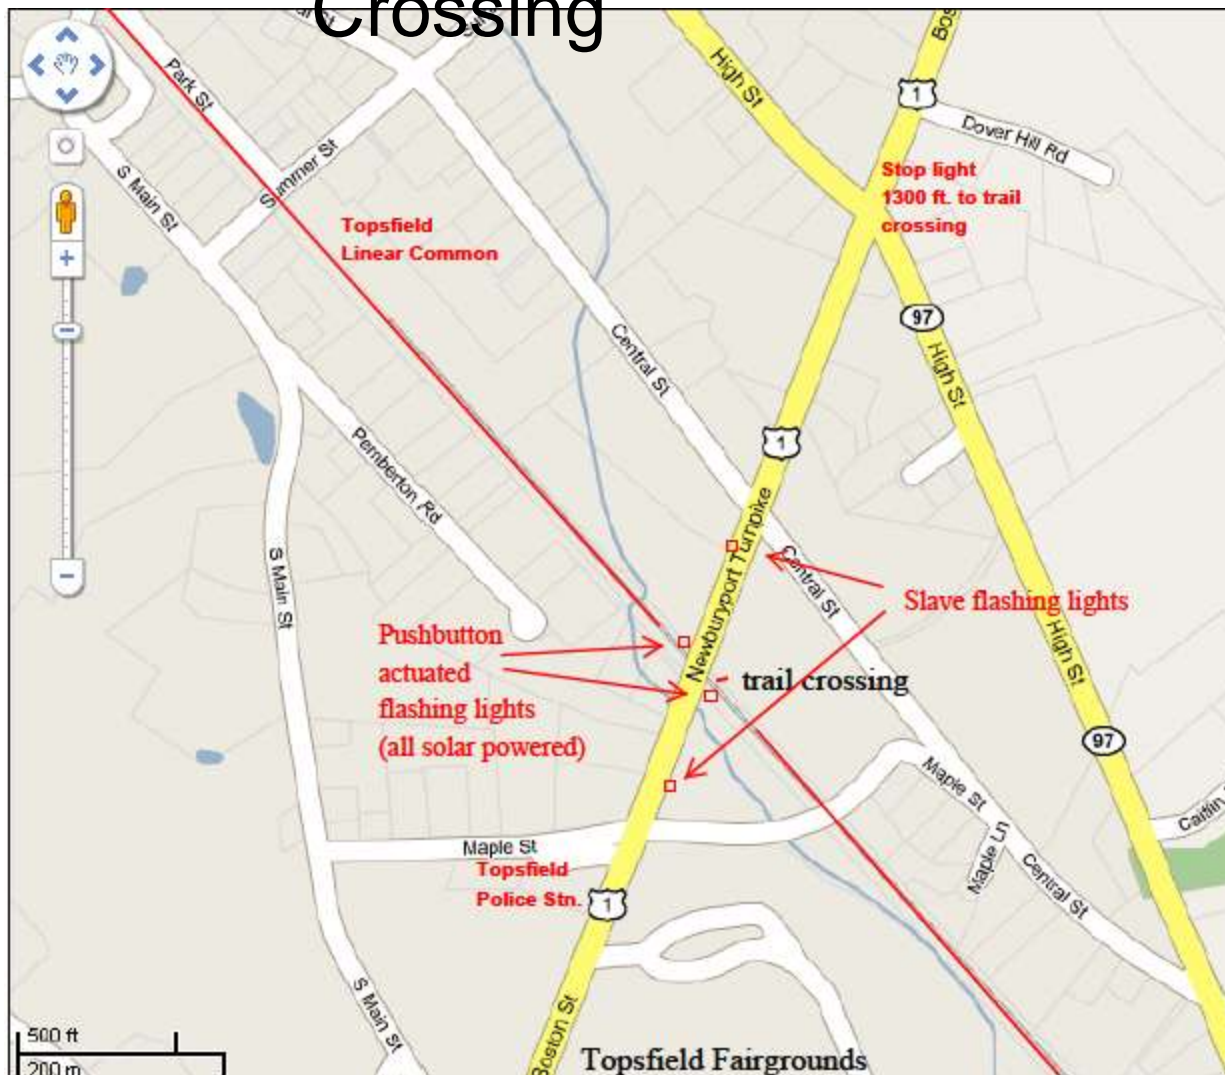 Crossing
High St
Bos
1
Dover Hill Rd
Park St
Summer St
S Main St
Stop light
1300 ft. to trail
crossing
Topsfield
Linear Common
97
Central St
High St
1
Pemberton Rd
Newburyport Turnpike
S Main St
Central St
Slave flashing lights
Pushbutton
actuated
flashing lights
(all solar powered)
High St
trail crossing
97
Maple St
Maple St
Maple Ln
Caitlin
Topsfield
Police Stn.
1
Central St
S Main St
Boston St
500 ft
200 m
Topsfield Fairgrounds